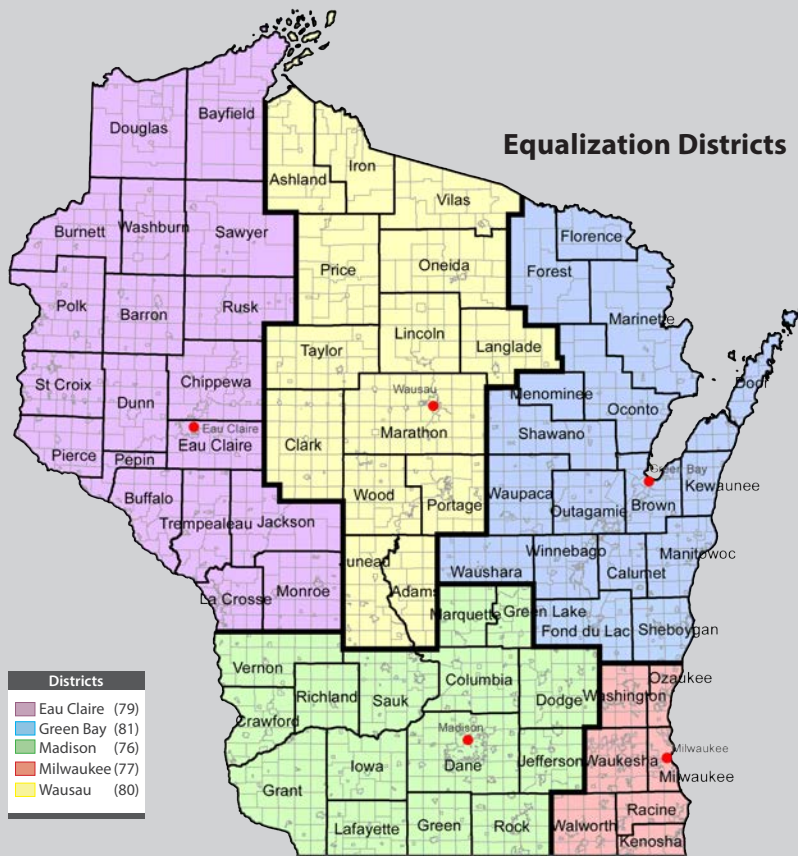 Equalization Districts
Bayfield
Douglas
Iron
Ashland
Vilas
Burnett
Washburn
Sawyer
Florence
Price
Oneida
Forest
Polk
Barron
Rusk
Marinette
Lincoln
Taylor
Langlade
St Croix
Chippewa
Dunn
Wausau
Menominee
Door
Oconto
Eau Claire
Eau Claire
Clark
Marathon
Shawano
Pierce
Pepin
Green Bay
Kewaunee
Buffalo
Wood
Portage
Waupaca
Outagamie
Brown
Trempealeau
Jackson
Juneau
Waushara
Winnebago
Manitowoc
Calumet
La Crosse
Monroe
Adams
Marquette
Green Lake
Fond du Lac
Sheboygan
Vernon
Richland
Sauk
Columbia
Dodge
Washington
Ozaukee
Crawford
Madison
Dane
Jefferson
Waukesha
Milwaukee
Milwaukee
Iowa
Grant
Lafayette
Green
Rock
Walworth
Racine
Kenosha
Districts
Eau Claire (79)
Green Bay (81)
Madison (76)
Milwaukee (77)
Wausau (80)